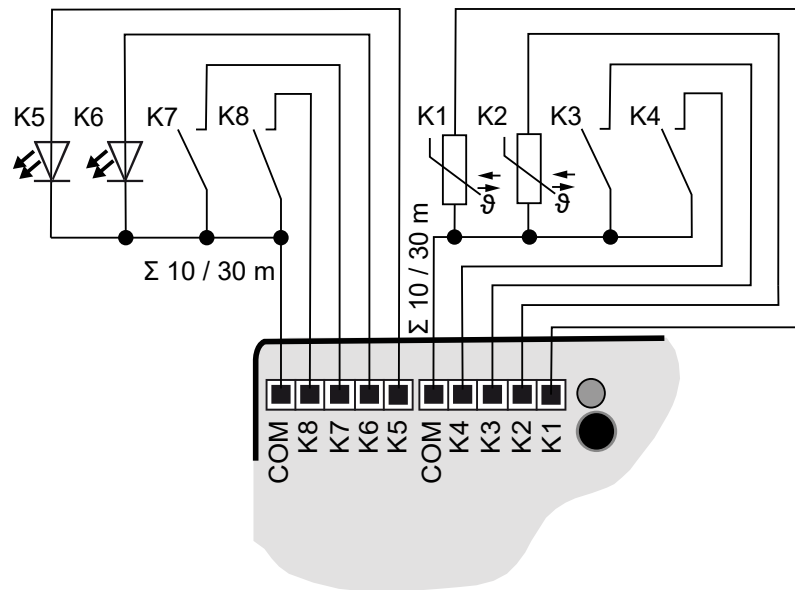 K5 K6 K7 K8
K1 K2 K3 K4
ϑ ϑ
Σ 10 / 30 m
Σ 10 / 30 m
COM K8 K7 K6 K5
COM K4 K3 K2 K1